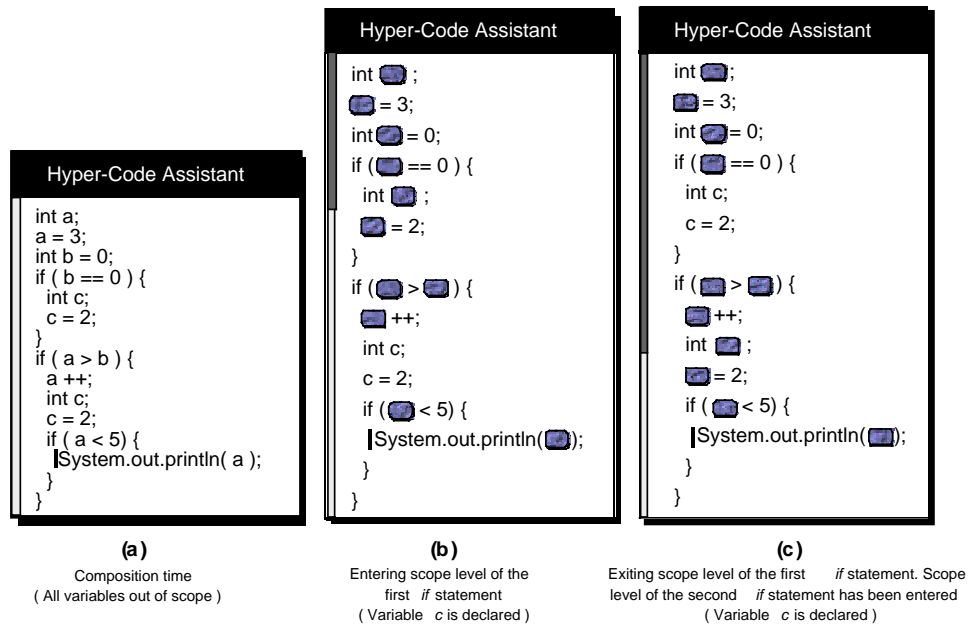 Hyper-Code Assistant
int a;
a = 3;
int b = 0;
if ( b == 0 ) {
int c;
c = 2;
}
if ( a > b ) {
a ++;
int c;
c = 2;
if ( a < 5) {
System.out.println( a );
}
}
(a)
Composition time
( All variables out of scope )
Hyper-Code Assistant
int ;
= 3;
int = 0;
if ( == 0 ) {
int ;
= 2;
}
if ( > ) {
++;
int c;
c = 2;
if ( < 5) {
System.out.println( );
}
}
(b)
Entering scope level of the
first if statement
( Variable c is declared )
Hyper-Code Assistant
int ;
= 3;
int = 0;
if ( == 0 ) {
int c;
c = 2;
}
if ( > ) {
++;
int ;
= 2;
if ( < 5) {
System.out.println( );
}
}
(c)
Exiting scope level of the first if statement. Scope
level of the second if statement has been entered
( Variable c is declared )